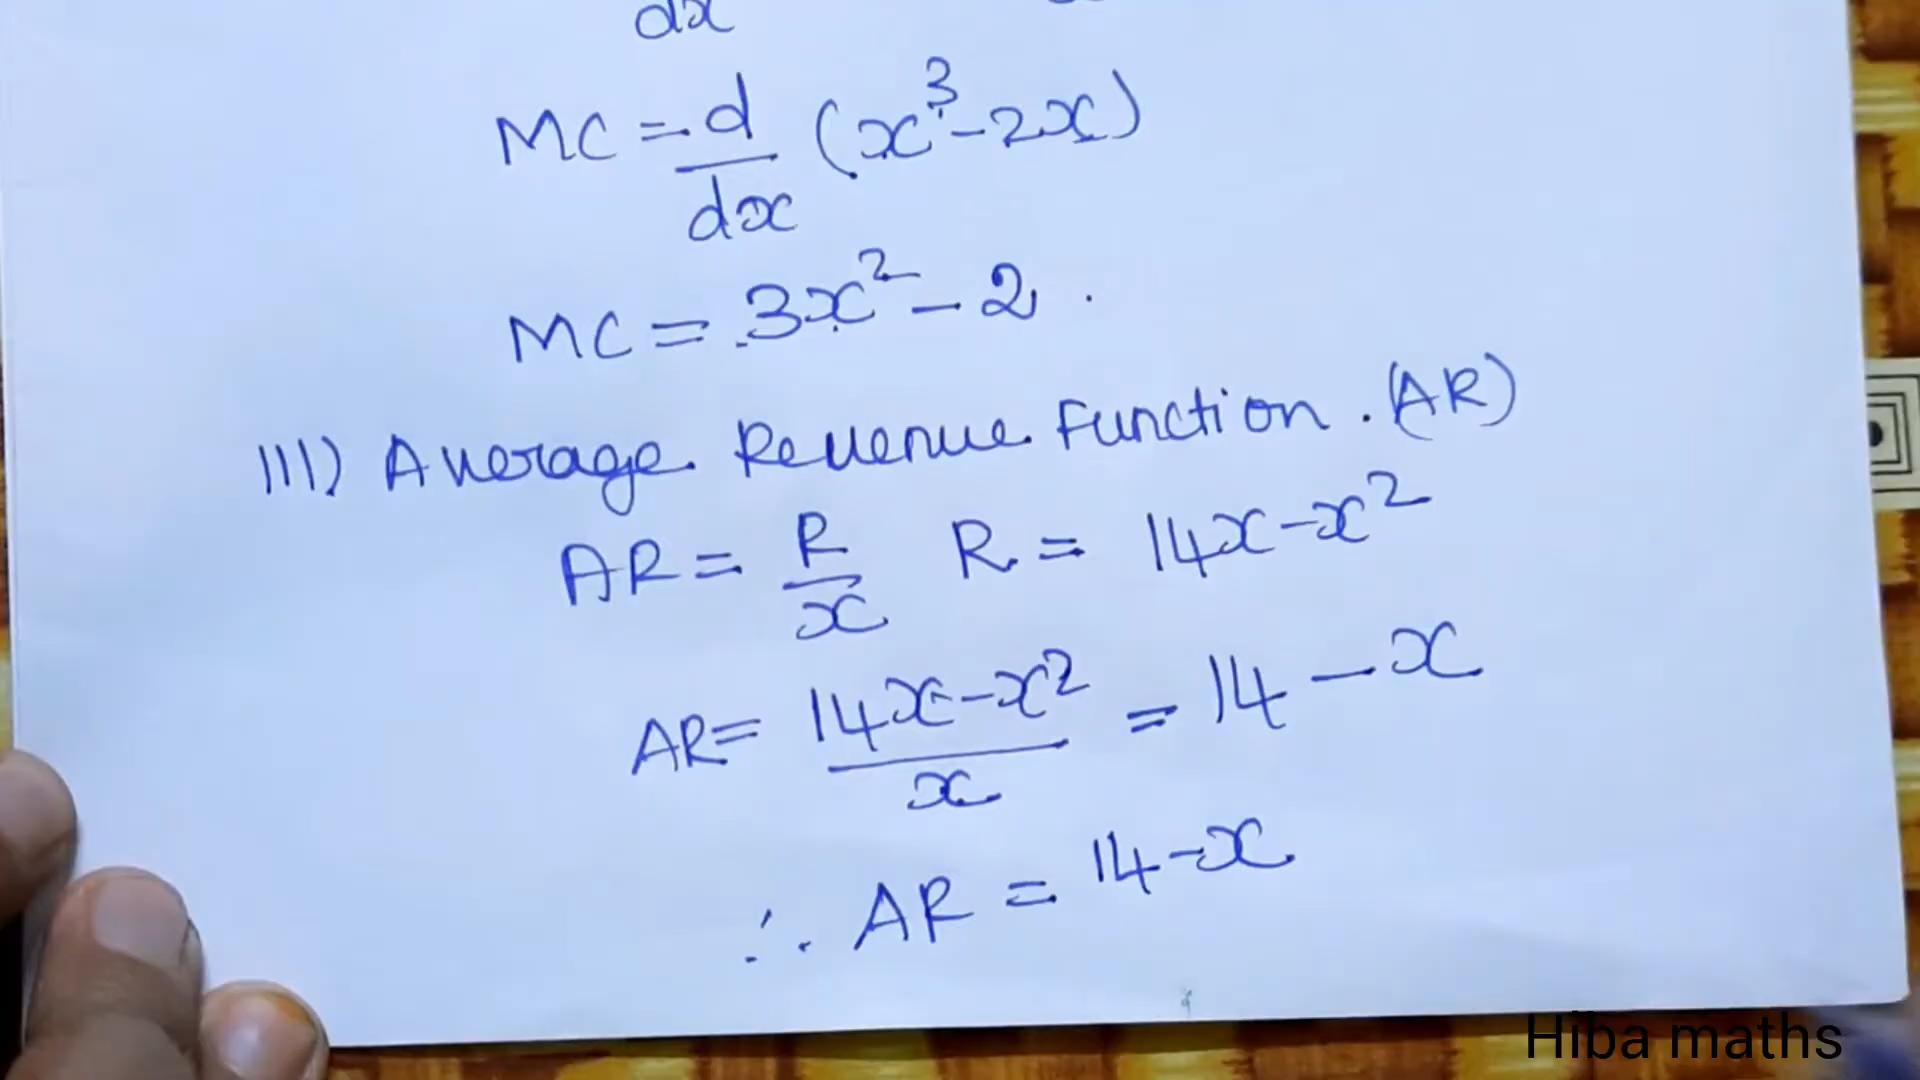 dx
MC = d/dx (x³ - 2x)
MC = 3x² - 2 .
III) Average Revenue Function . (AR)
AR = R/x R = 14x - x²
AR = 14x - x²/x = 14 - x
∴ AR = 14 - x
Hiba maths